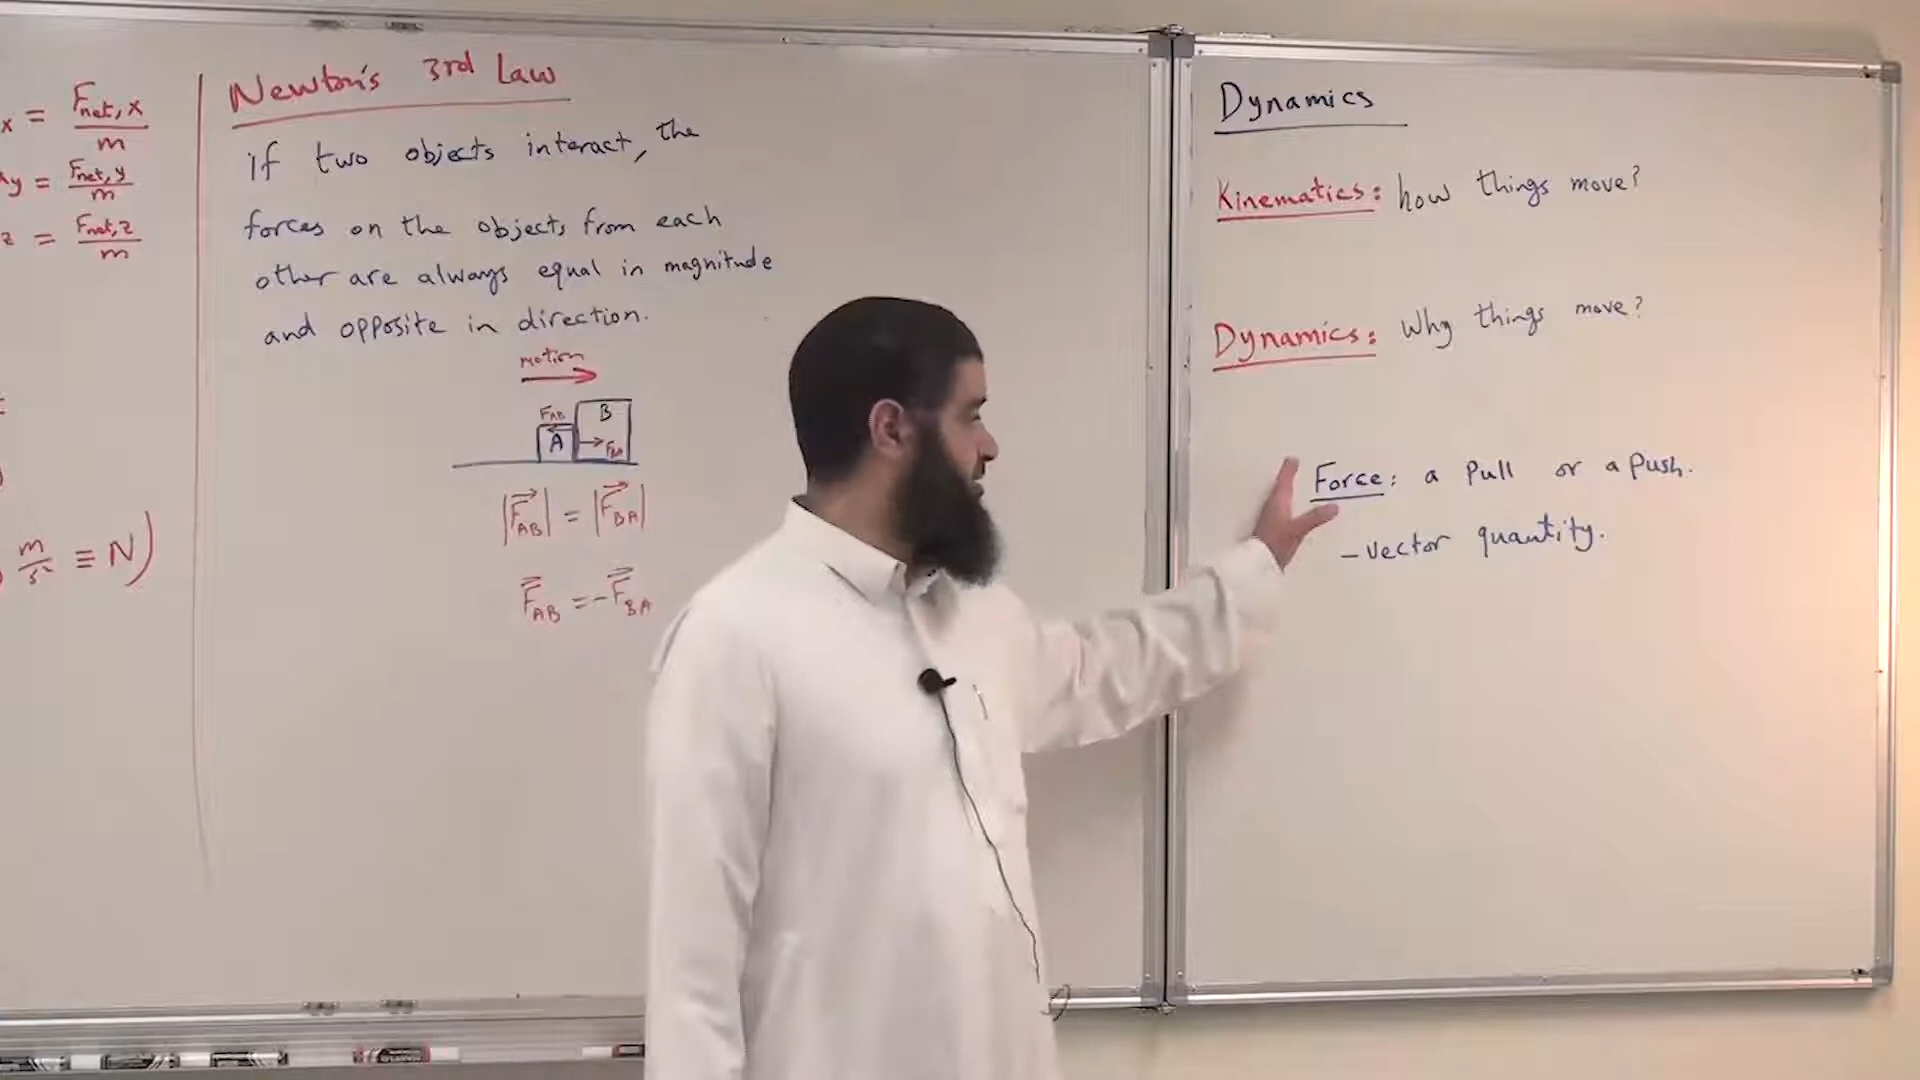 x = Fnet,x / m
y = Fnet,y / m
z = Fnet,z / m
m/s² ≡ N)
Newton's 3rd Law
if two objects interact, the
forces on the objects from each
other are always equal in magnitude
and opposite in direction.
motion
FAB B
A FBA
|F⃗AB| = |F⃗BA|
F⃗AB = -F⃗BA
Dynamics
Kinematics: how things move?
Dynamics: Why things move?
Force: a pull or a push.
- vector quantity.